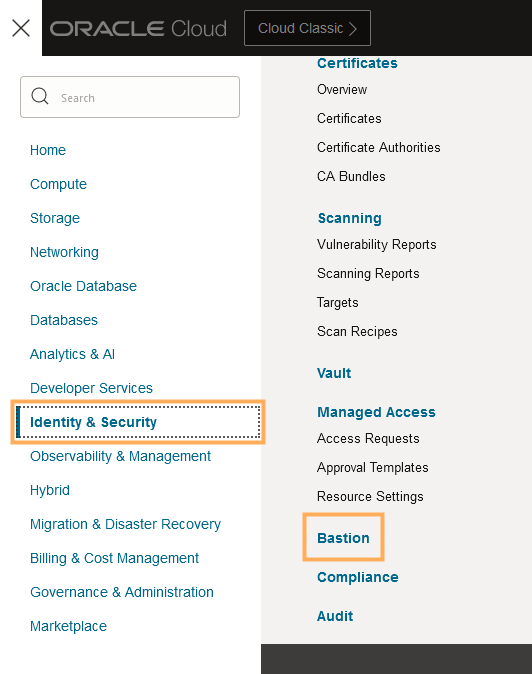 ORACLE Cloud
Cloud Classic
Search
Home
Compute
Storage
Networking
Oracle Database
Databases
Analytics & AI
Developer Services
Identity & Security
Observability & Management
Hybrid
Migration & Disaster Recovery
Billing & Cost Management
Governance & Administration
Marketplace
Certificates
Overview
Certificates
Certificate Authorities
CA Bundles
Scanning
Vulnerability Reports
Scanning Reports
Targets
Scan Recipes
Vault
Managed Access
Access Requests
Approval Templates
Resource Settings
Bastion
Compliance
Audit